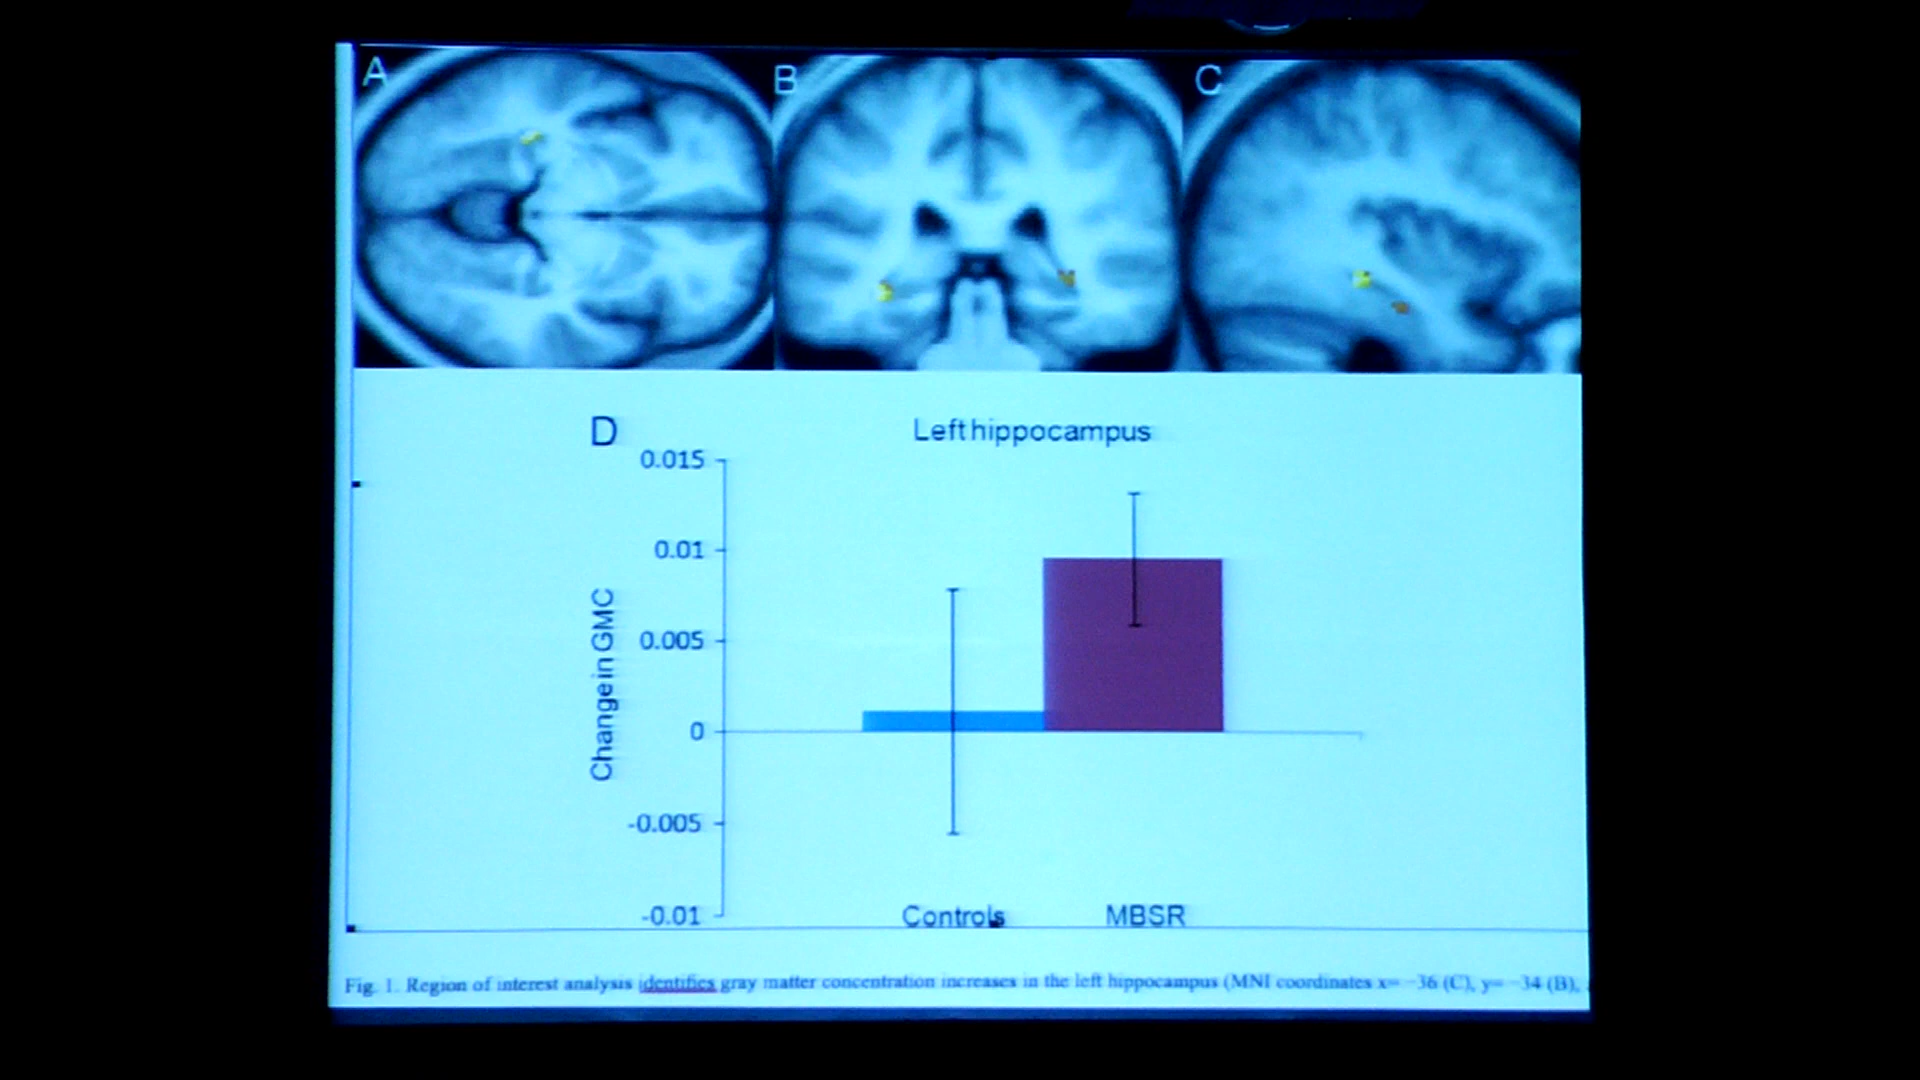 A
B
C
D
Left hippocampus
0.015
0.01
0.005
0
-0.005
-0.01
Change in GMC
Controls
MBSR
Fig. 1. Region of interest analysis identifies gray matter concentration increases in the left hippocampus (MNI coordinates x= −36 (C), y= −34 (B),